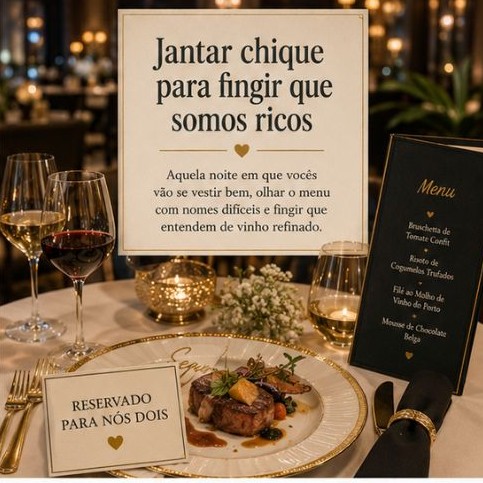 Jantar chique
para fingir que
somos ricos
Aquela noite em que vocês
vão se vestir bem, olhar o menu
com nomes difíceis e fingir que
entendem de vinho refinado.
Menu
Bruschetta de
Tomate Confit
Risoto de
Cogumelos Trufados
Filé ao Molho de
Vinho do Porto
Mousse de Chocolate
Belga
RESERVADO
PARA NÓS DOIS